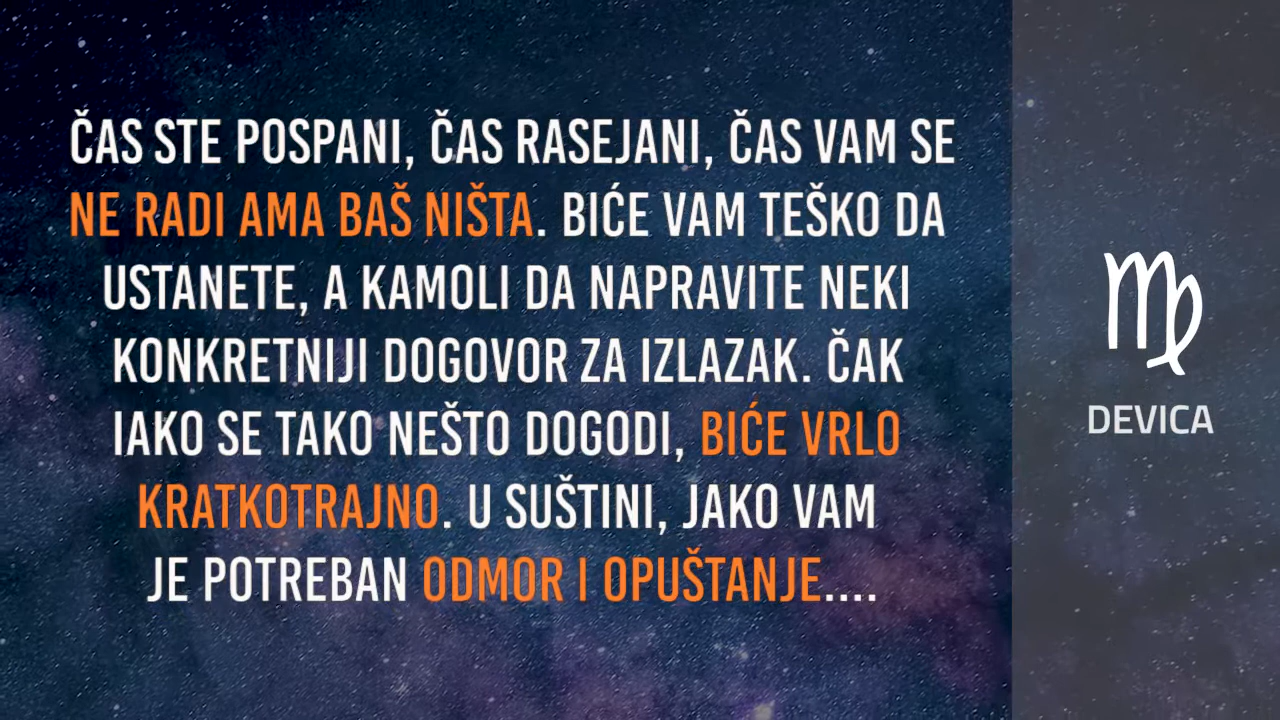 ČAS STE POSPANI, ČAS RASEJANI, ČAS VAM SE
NE RADI AMA BAŠ NIŠTA. BIĆE VAM TEŠKO DA
USTANETE, A KAMOLI DA NAPRAVITE NEKI
KONKRETNIJI DOGOVOR ZA IZLAZAK. ČAK
IAKO SE TAKO NEŠTO DOGODI, BIĆE VRLO
KRATKOTRAJNO. U SUŠTINI, JAKO VAM
JE POTREBAN ODMOR I OPUŠTANJE....
DEVICA